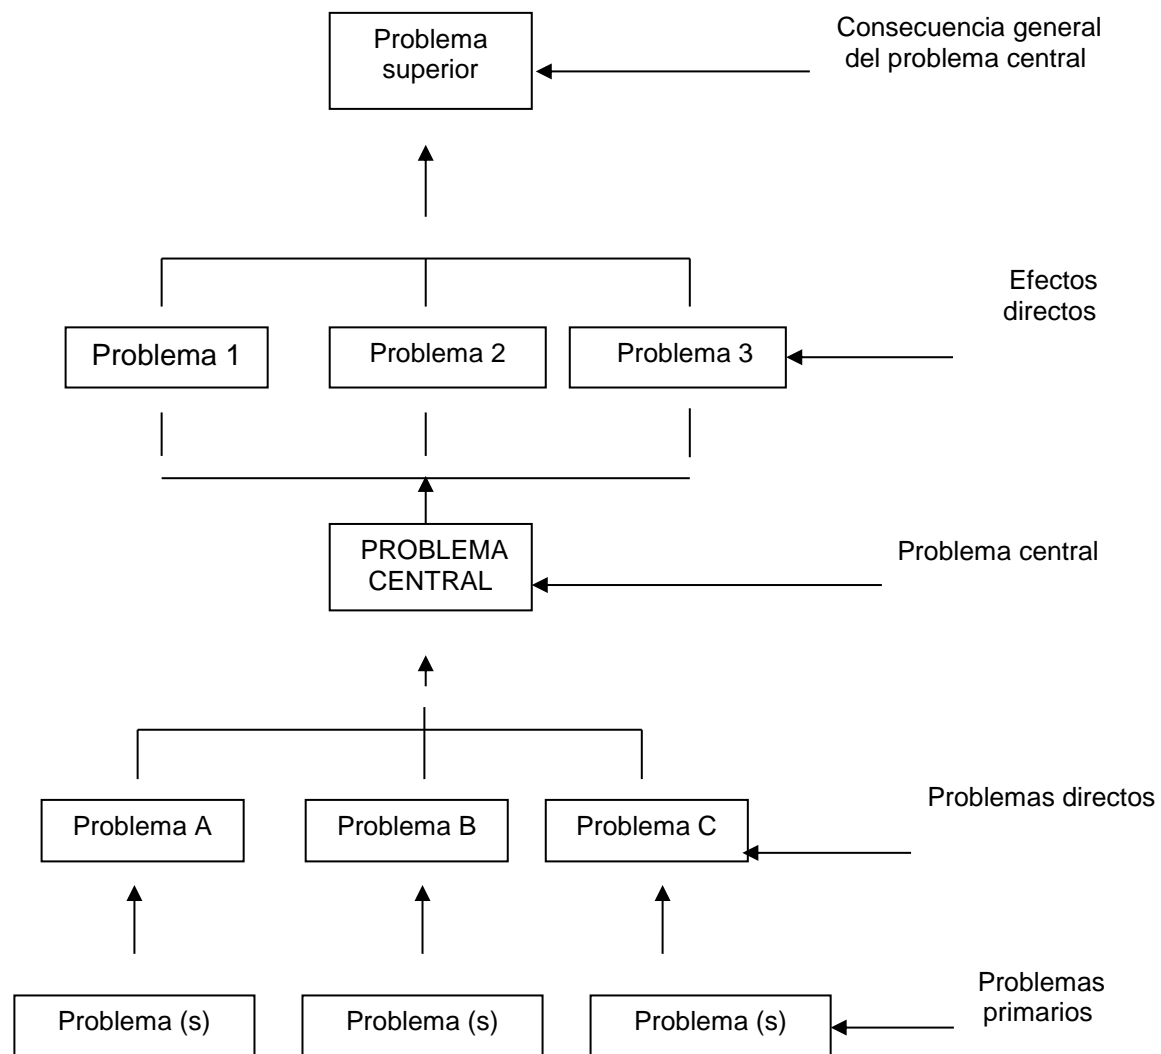 Problema
superior
Consecuencia general
del problema central
Efectos
directos
Problema 1
Problema 2
Problema 3
PROBLEMA
CENTRAL
Problema central
Problemas directos
Problema A
Problema B
Problema C
Problemas
primarios
Problema (s)
Problema (s)
Problema (s)